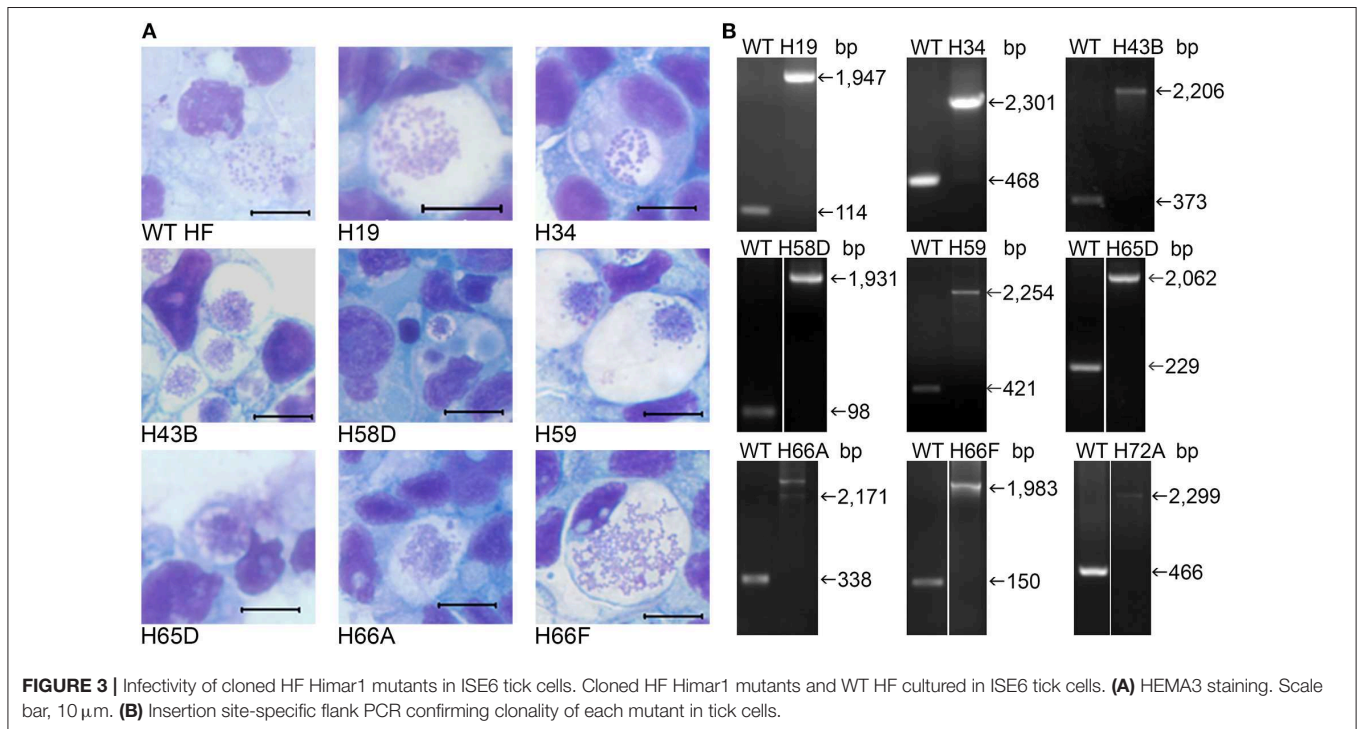 A
WT HF
H19
H34
H43B
H58D
H59
H65D
H66A
H66F
B
WT H19 bp
←1,947
←114
WT H34 bp
←2,301
←468
WT H43B bp
←2,206
←373
WT H58D bp
←1,931
←98
WT H59 bp
←2,254
←421
WT H65D bp
←2,062
←229
WT H66A bp
←2,171
←338
WT H66F bp
←1,983
←150
WT H72A bp
←2,299
←466
FIGURE 3 | Infectivity of cloned HF Himar1 mutants in ISE6 tick cells. Cloned HF Himar1 mutants and WT HF cultured in ISE6 tick cells. (A) HEMA3 staining. Scale
bar, 10 µm. (B) Insertion site-specific flank PCR confirming clonality of each mutant in tick cells.